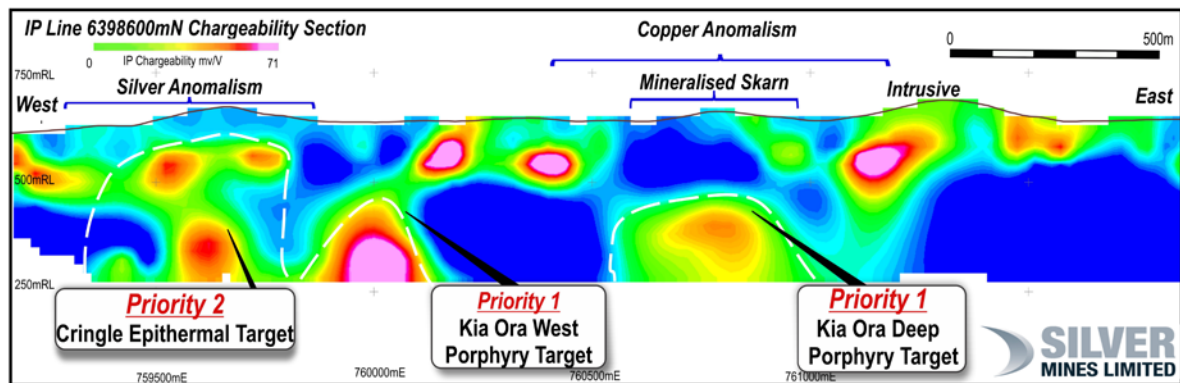 IP Line 6398600mN Chargeability Section
IP Chargeability mv/V
0
71
Copper Anomalism
0
500m
750mRL
Silver Anomalism
Mineralised Skarn
Intrusive
West
East
500mRL
250mRL
Priority 2
Cringle Epithermal Target
Priority 1
Kia Ora West
Porphyry Target
Priority 1
Kia Ora Deep
Porphyry Target
SILVER
MINES LIMITED
759500mE
760000mE
760500mE
761000mE